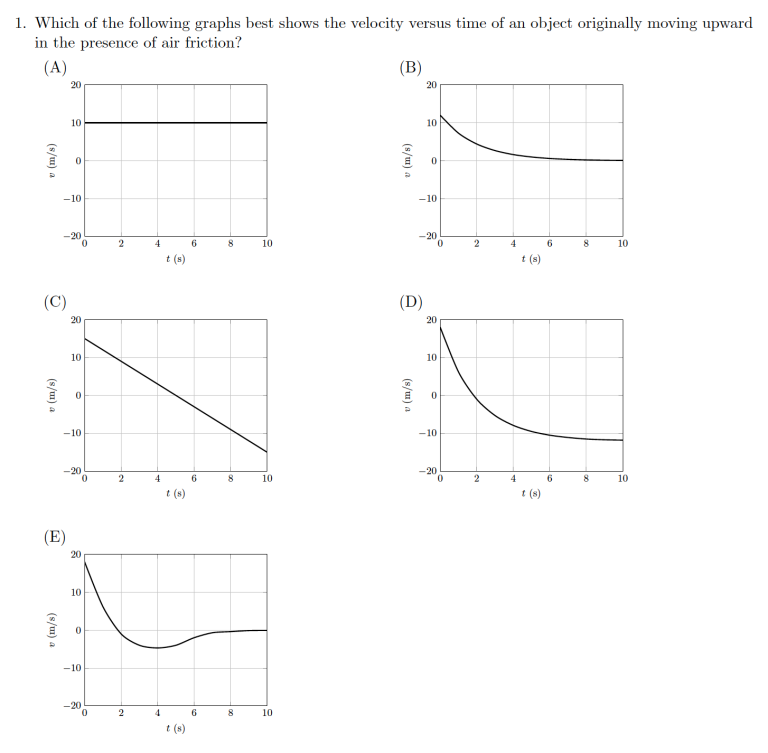 1. Which of the following graphs best shows the velocity versus time of an object originally moving upward
in the presence of air friction?
(A)
20
10
0
−10
−20
v (m/s)
0 2 4 6 8 10
t (s)
(B)
20
10
0
−10
−20
v (m/s)
0 2 4 6 8 10
t (s)
(C)
20
10
0
−10
−20
v (m/s)
0 2 4 6 8 10
t (s)
(D)
20
10
0
−10
−20
v (m/s)
0 2 4 6 8 10
t (s)
(E)
20
10
0
−10
−20
v (m/s)
0 2 4 6 8 10
t (s)